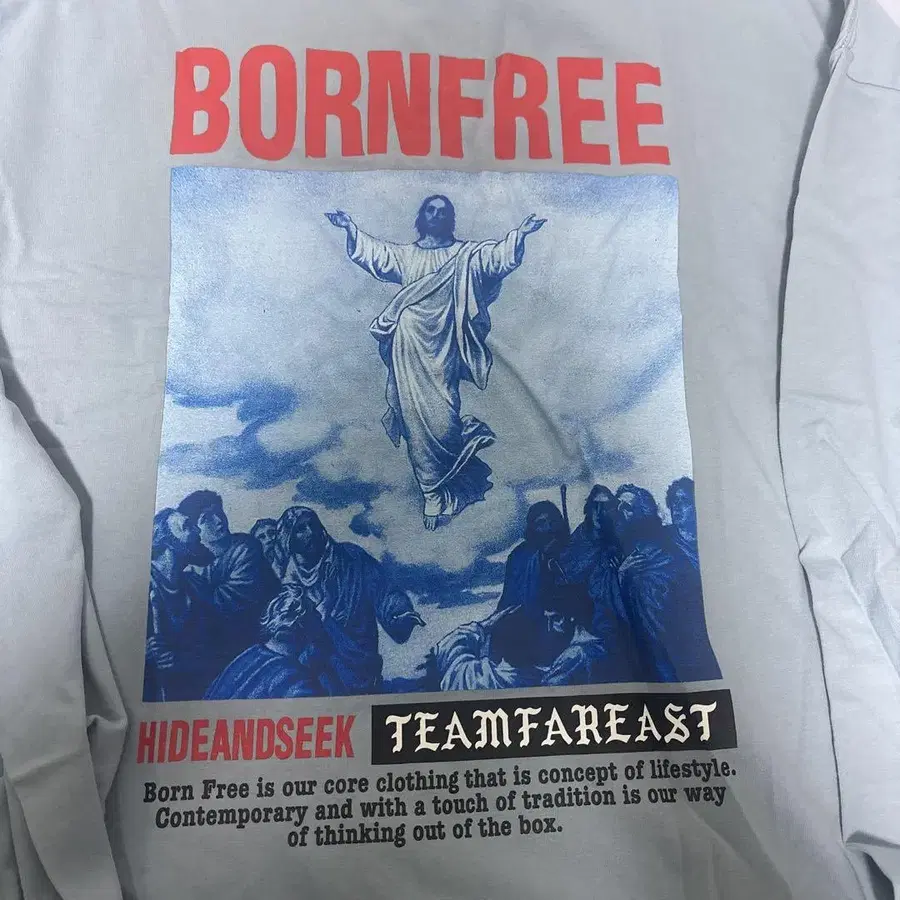 BORNFREE
HIDEANDSEEK TEAMFAREAST
Born Free is our core clothing that is concept of lifestyle.
Contemporary and with a touch of tradition is our way
of thinking out of the box.